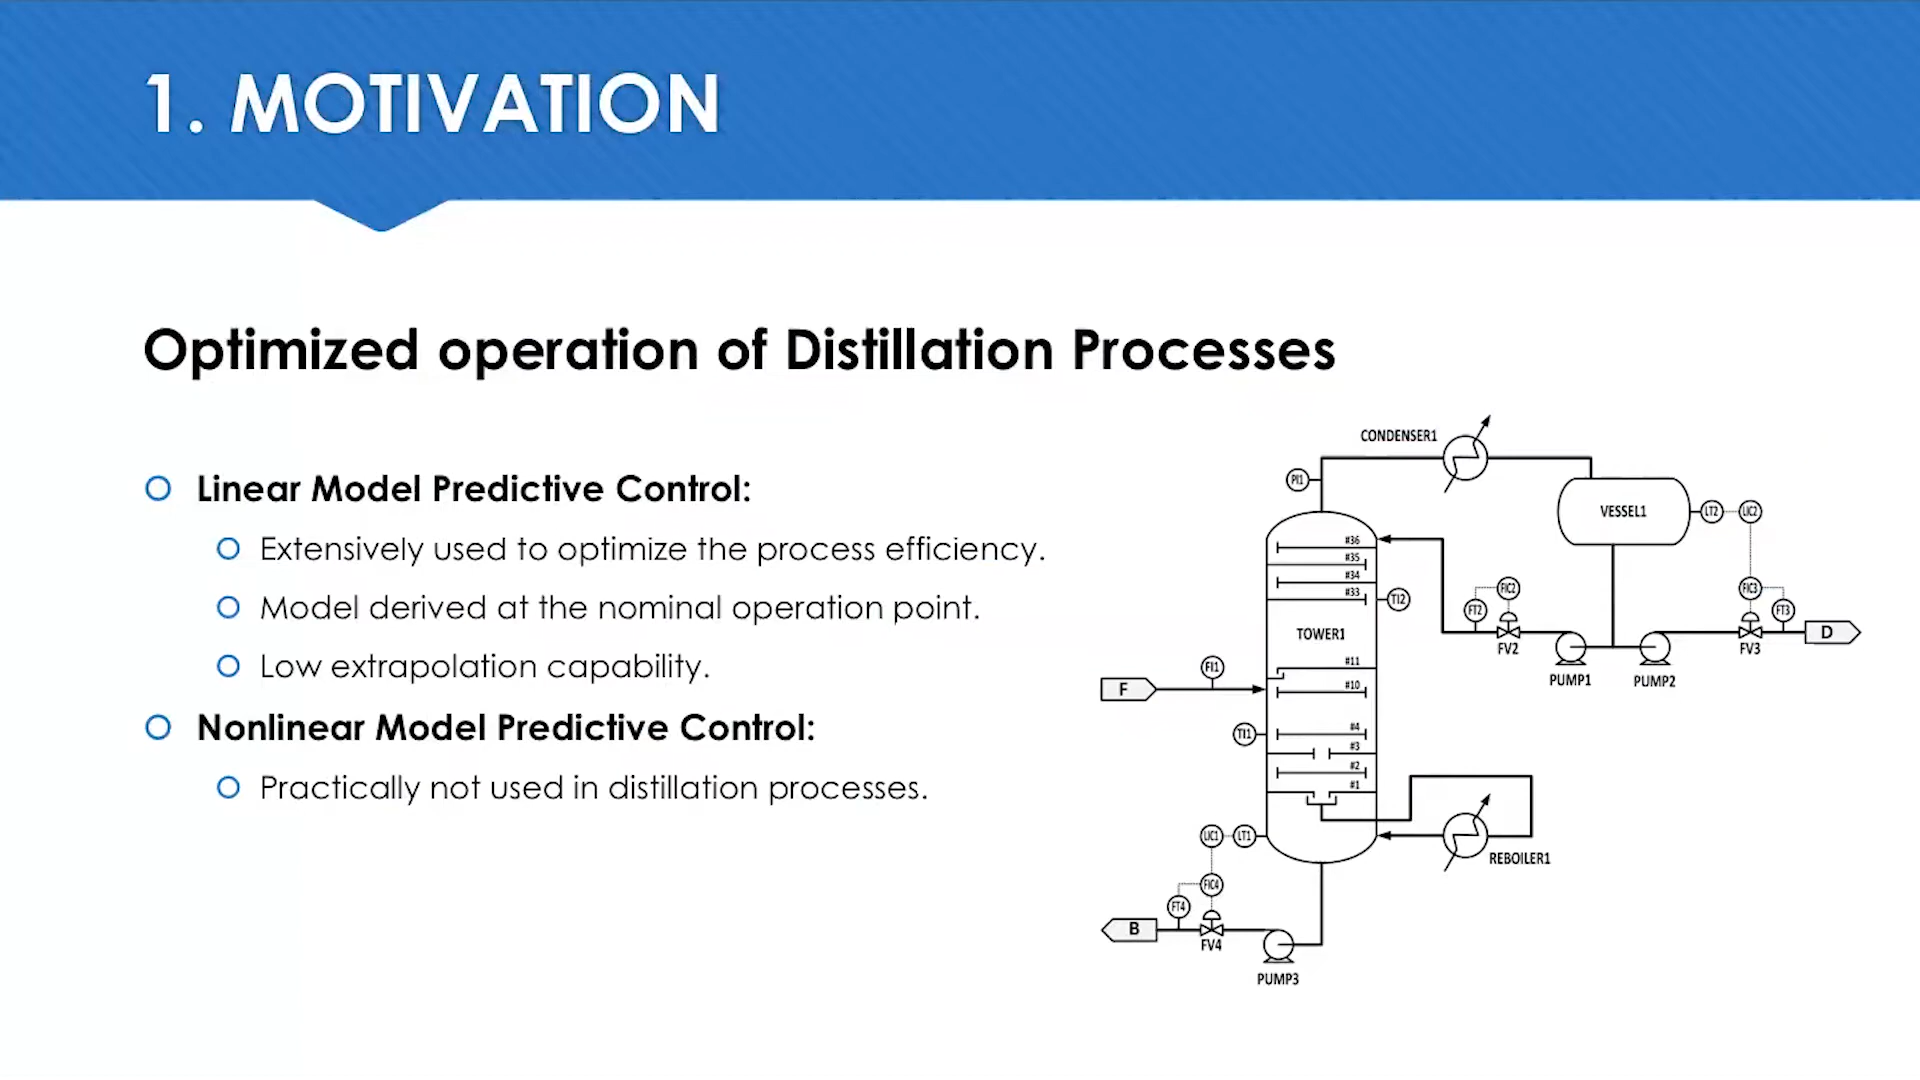 1. MOTIVATION
Optimized operation of Distillation Processes
Linear Model Predictive Control:
Extensively used to optimize the process efficiency.
Model derived at the nominal operation point.
Low extrapolation capability.
Nonlinear Model Predictive Control:
Practically not used in distillation processes.
CONDENSER1
PI1
VESSEL1
LT2
LIC2
#36
#35
#34
#33
TI2
FIC2
FT2
FV2
PUMP1
PUMP2
FIC3
FT3
FV3
D
TOWER1
#11
#10
FI1
F
TI1
#4
#3
#2
#1
REBOILER1
LIC1
LT1
FIC4
FT4
FV4
B
PUMP3